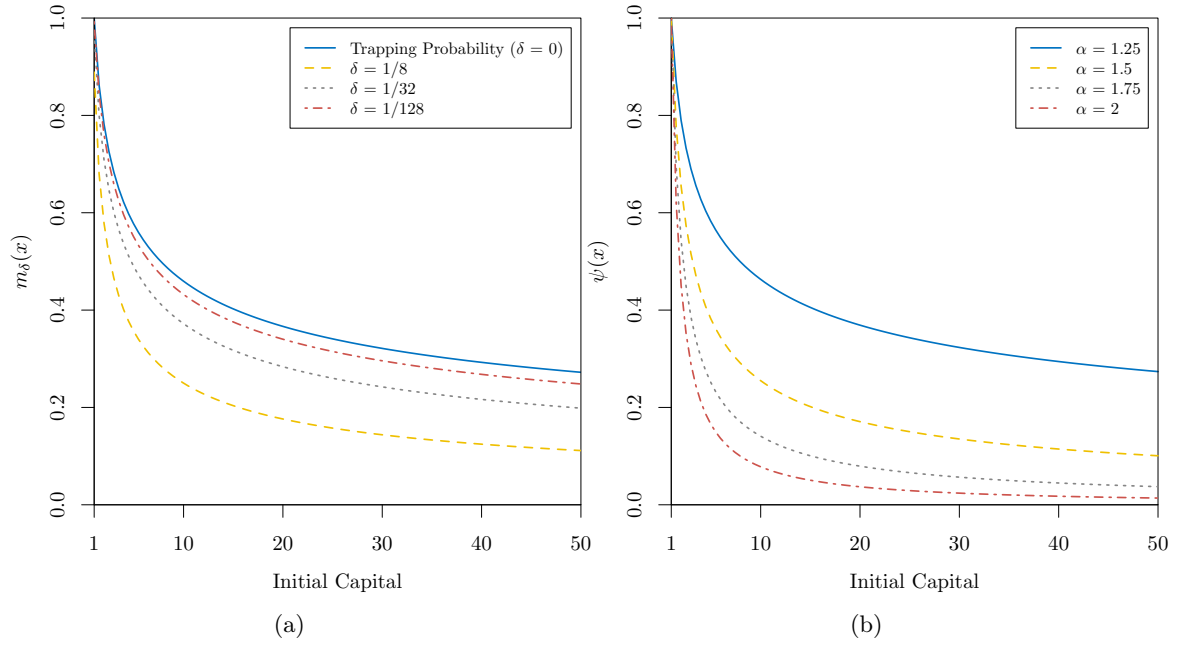 1.0
0.8
0.6
0.4
0.2
0.0
m_δ(x)
Trapping Probability (δ = 0)
δ = 1/8
δ = 1/32
δ = 1/128
1 10 20 30 40 50
Initial Capital
(a)
1.0
0.8
0.6
0.4
0.2
0.0
ψ(x)
α = 1.25
α = 1.5
α = 1.75
α = 2
1 10 20 30 40 50
Initial Capital
(b)